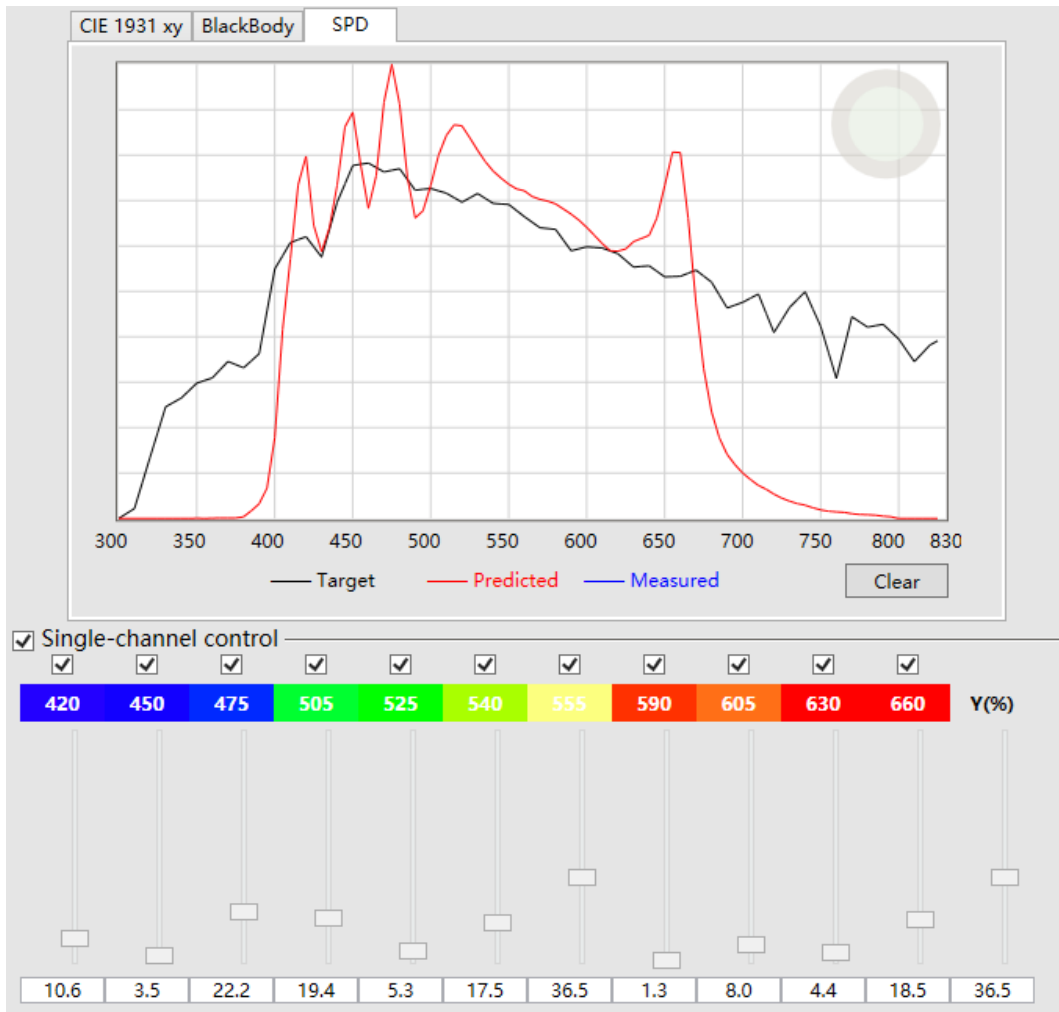 CIE 1931 xy BlackBody SPD
300 350 400 450 500 550 600 650 700 750 800 830
Target Predicted Measured Clear
Single-channel control
420 450 475 505 525 540 555 590 605 630 660 Y(%)
10.6 3.5 22.2 19.4 5.3 17.5 36.5 1.3 8.0 4.4 18.5 36.5